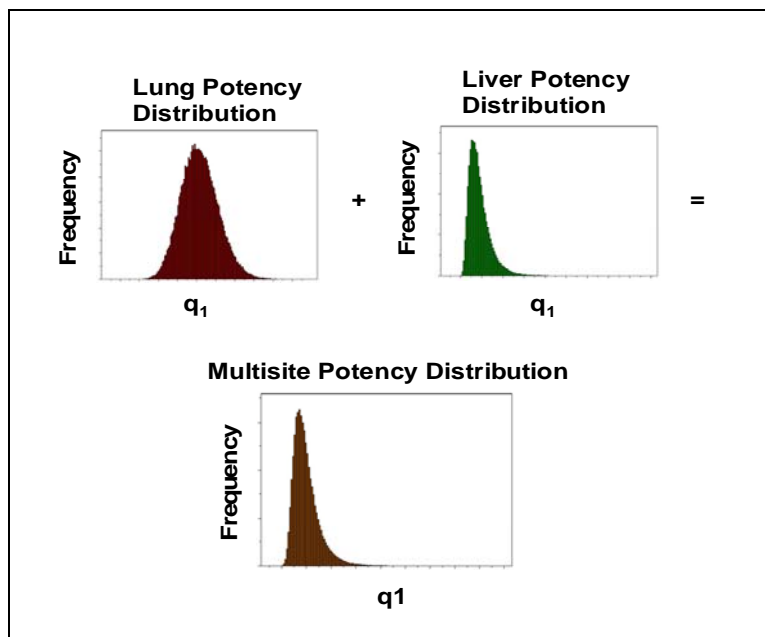 Lung Potency
Distribution
Frequency
q₁
+
Liver Potency
Distribution
Frequency
q₁
=
Multisite Potency Distribution
Frequency
q1